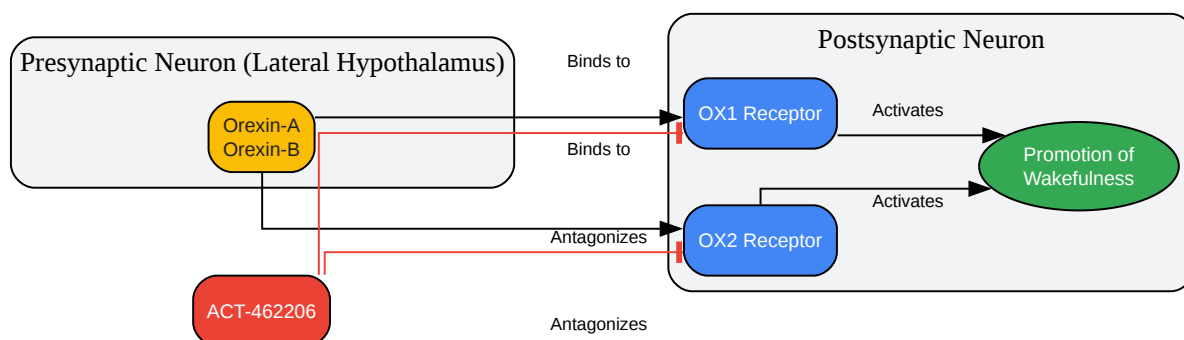 Presynaptic Neuron (Lateral Hypothalamus)
Orexin-A
Orexin-B
Binds to
Binds to
Antagonizes
Antagonizes
ACT-462206
Postsynaptic Neuron
OX1 Receptor
OX2 Receptor
Activates
Activates
Promotion of
Wakefulness